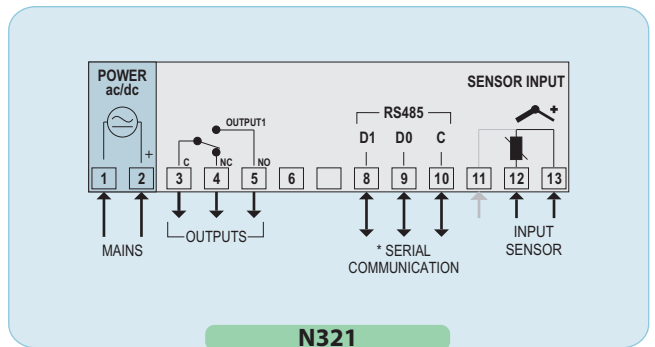 POWER
ac/dc
SENSOR INPUT
+
OUTPUT1
RS485
D1 D0 C
+
C NC NO
1 2 3 4 5 6 8 9 10 11 12 13
MAINS
OUTPUTS
* SERIAL
COMMUNICATION
INPUT
SENSOR
N321